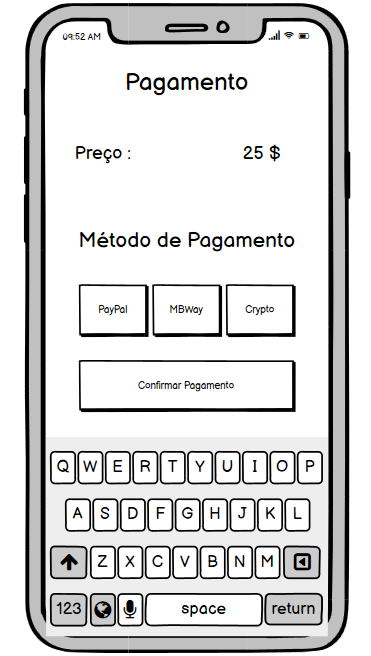 09:52 AM
Pagamento
Preço : 25 $
Método de Pagamento
PayPal MBWay Crypto
Confirmar Pagamento
Q W E R T Y U I O P
A S D F G H J K L
Z X C V B N M
123 space return